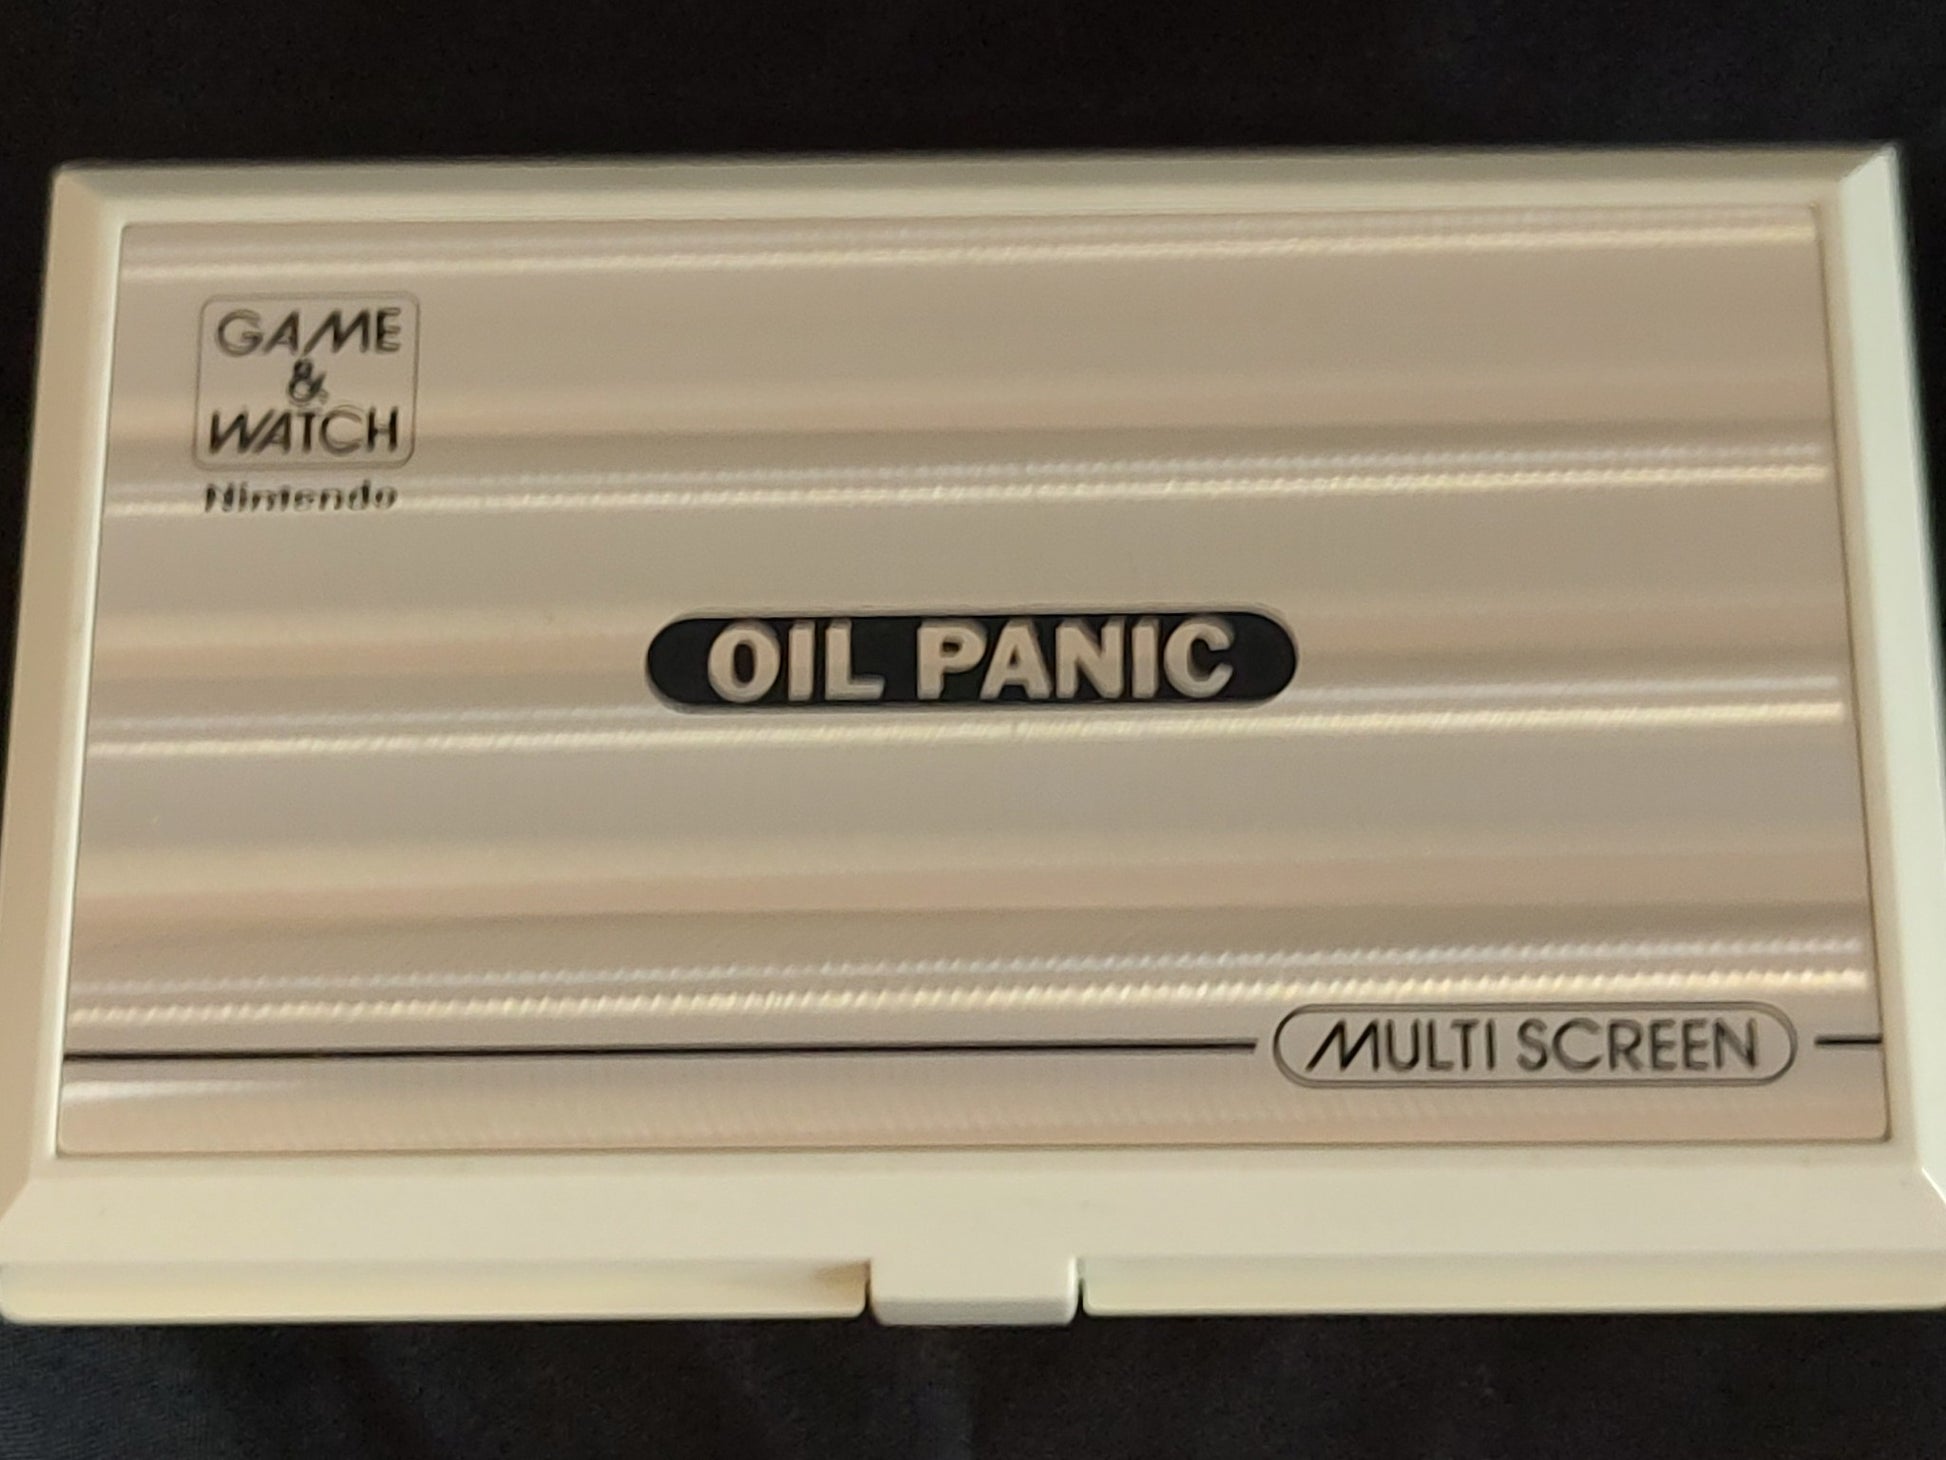 GAME
&
WATCH
Nintendo
OIL PANIC
MULTI SCREEN